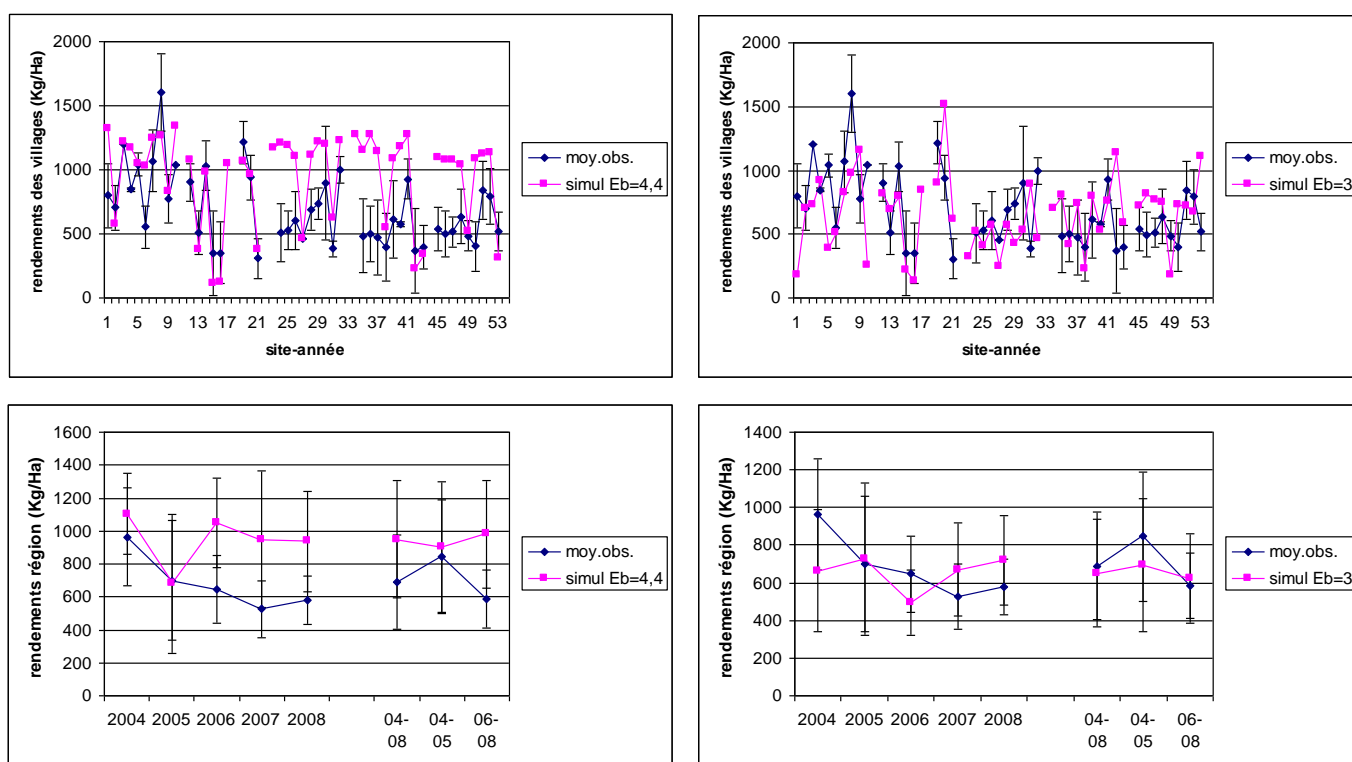 rendements des villages (Kg/Ha)
2000
1500
1000
500
0
1 5 9 13 17 21 25 29 33 37 41 45 49 53
site-année
moy.obs.
simul Eb=4,4
rendements des villages (Kg/Ha)
2000
1500
1000
500
0
1 5 9 13 17 21 25 29 33 37 41 45 49 53
site-année
moy.obs.
simul Eb=3
rendements région (Kg/Ha)
1600
1400
1200
1000
800
600
400
200
0
2004 2005 2006 2007 2008 04- 04- 06-
08 05 08
moy.obs.
simul Eb=4,4
rendements région (Kg/Ha)
1400
1200
1000
800
600
400
200
0
2004 2005 2006 2007 2008 04- 04- 06-
08 05 08
moy.obs.
simul Eb=3